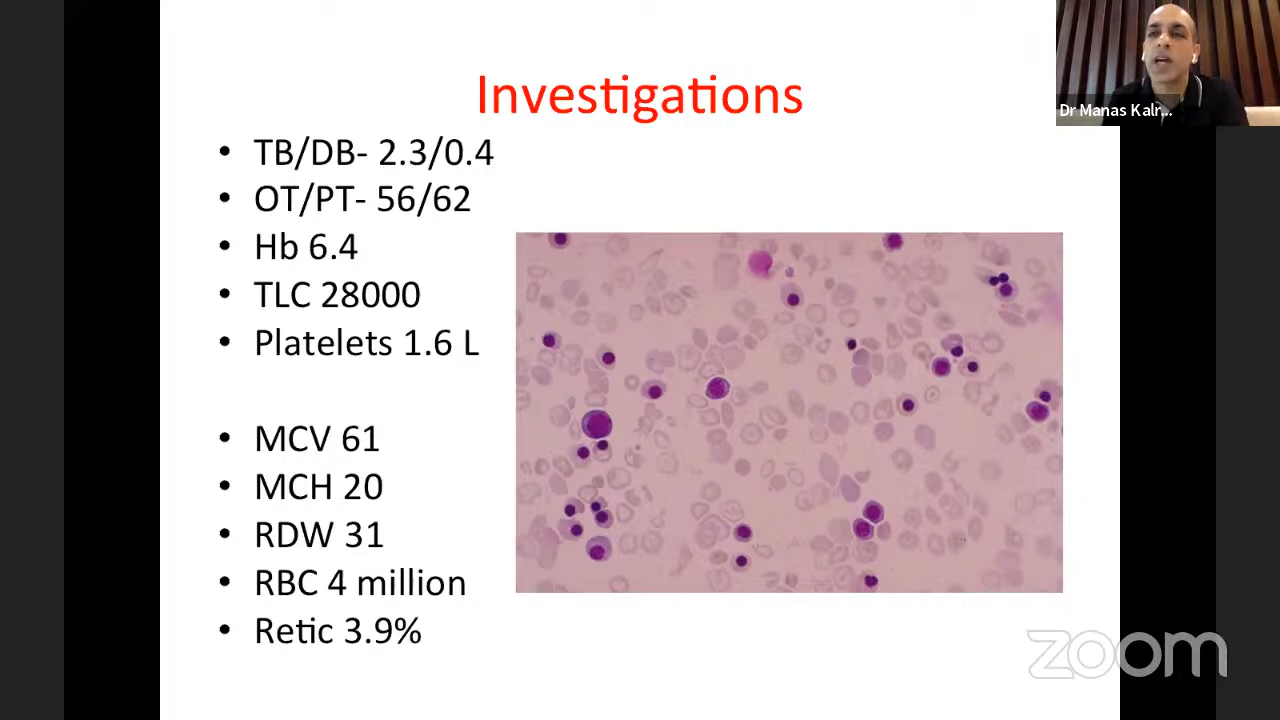 Investigations
• TB/DB- 2.3/0.4
• OT/PT- 56/62
• Hb 6.4
• TLC 28000
• Platelets 1.6 L
• MCV 61
• MCH 20
• RDW 31
• RBC 4 million
• Retic 3.9%
Dr Manas Kalr...
zoom